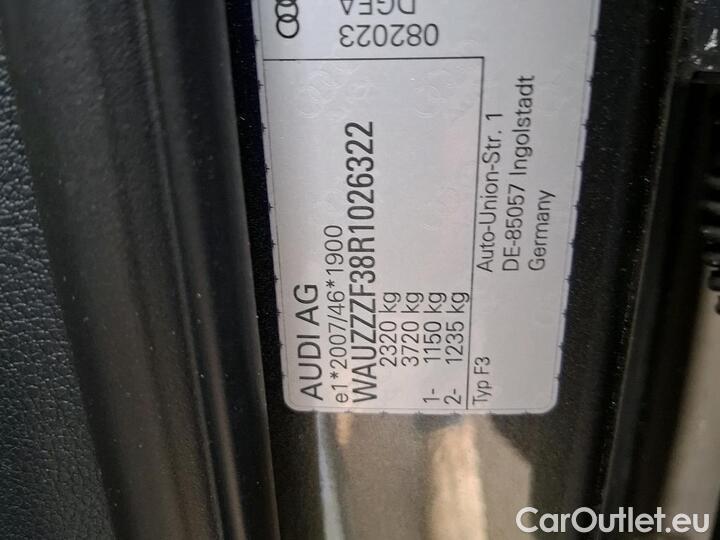 AUDI AG
e1*2007/46*1900
WAUZZZF38R1026322
2320 kg
3720 kg
1- 1150 kg
2- 1235 kg
Typ F3
Auto-Union-Str. 1
DE-85057 Ingolstadt
Germany
082023
CarOutlet.eu